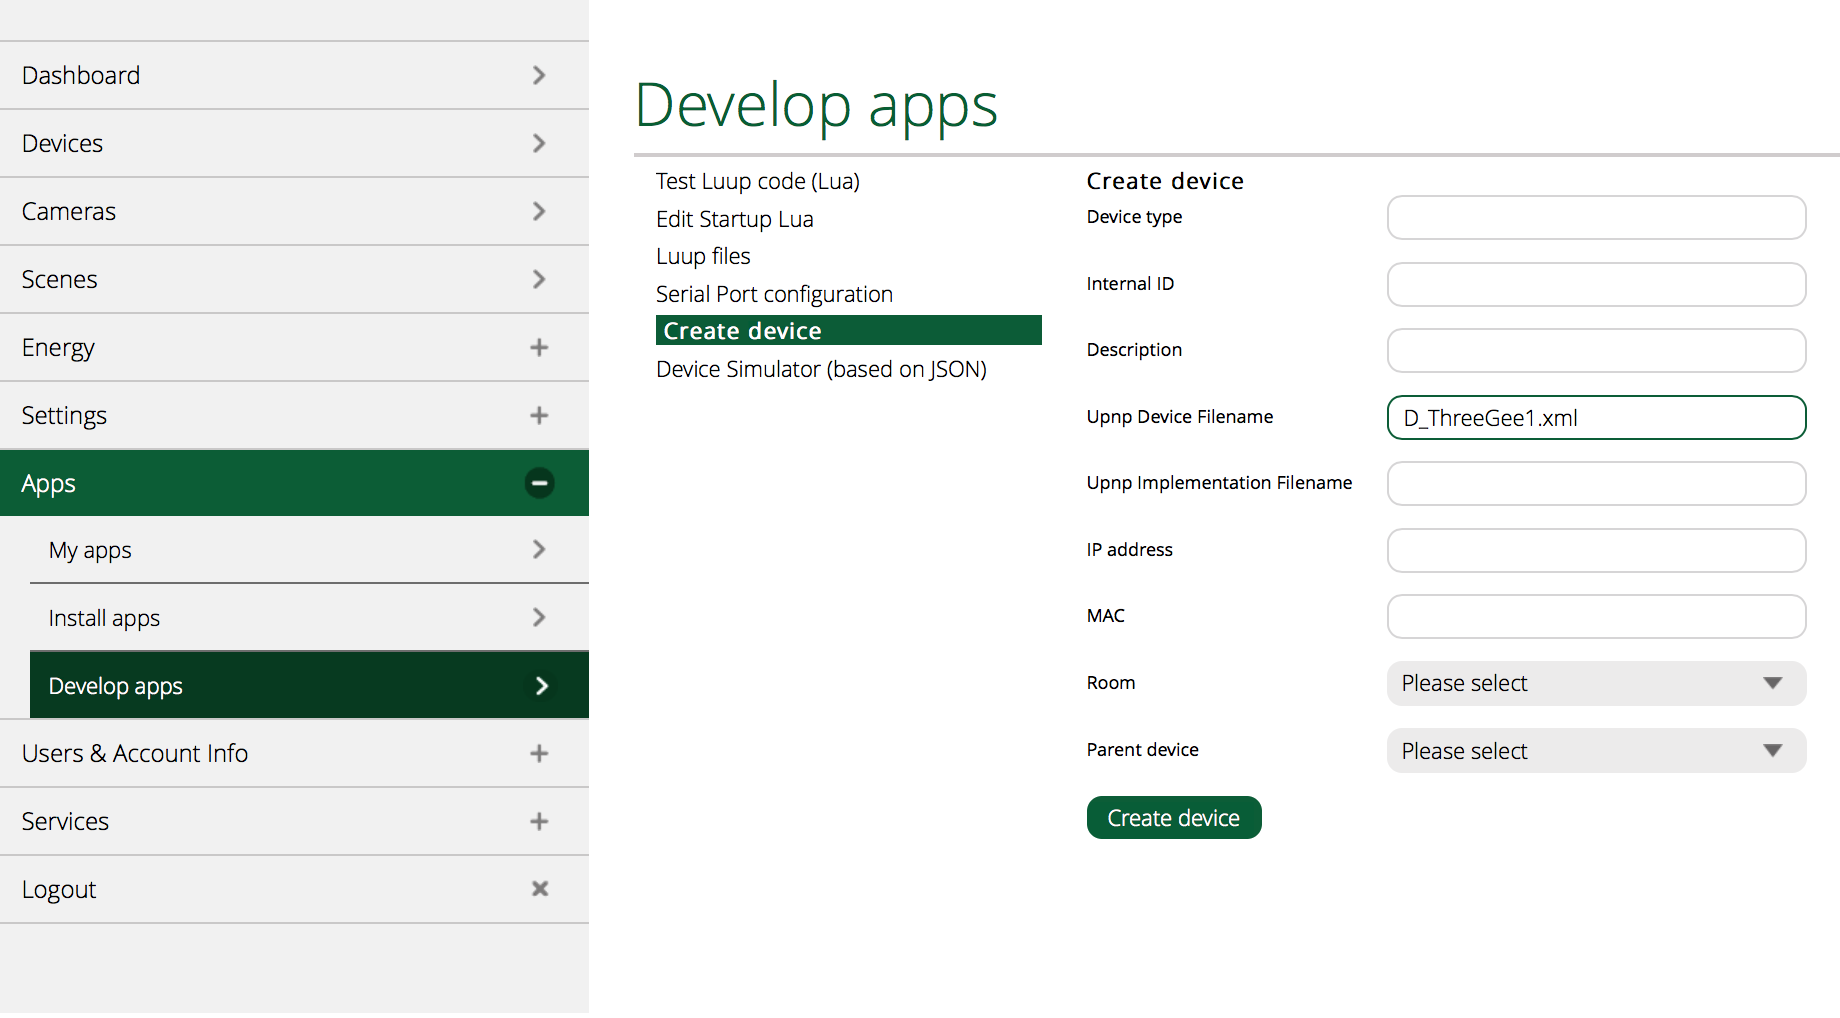 Dashboard
Devices
Cameras
Scenes
Energy
Settings
Apps
My apps
Install apps
Develop apps
Users & Account Info
Services
Logout
Develop apps
Test Luup code (Lua)
Edit Startup Lua
Luup files
Serial Port configuration
Create device
Device Simulator (based on JSON)
Create device
Device type
Internal ID
Description
Upnp Device Filename D_ThreeGee1.xml
Upnp Implementation Filename
IP address
MAC
Room Please select
Parent device Please select
Create device